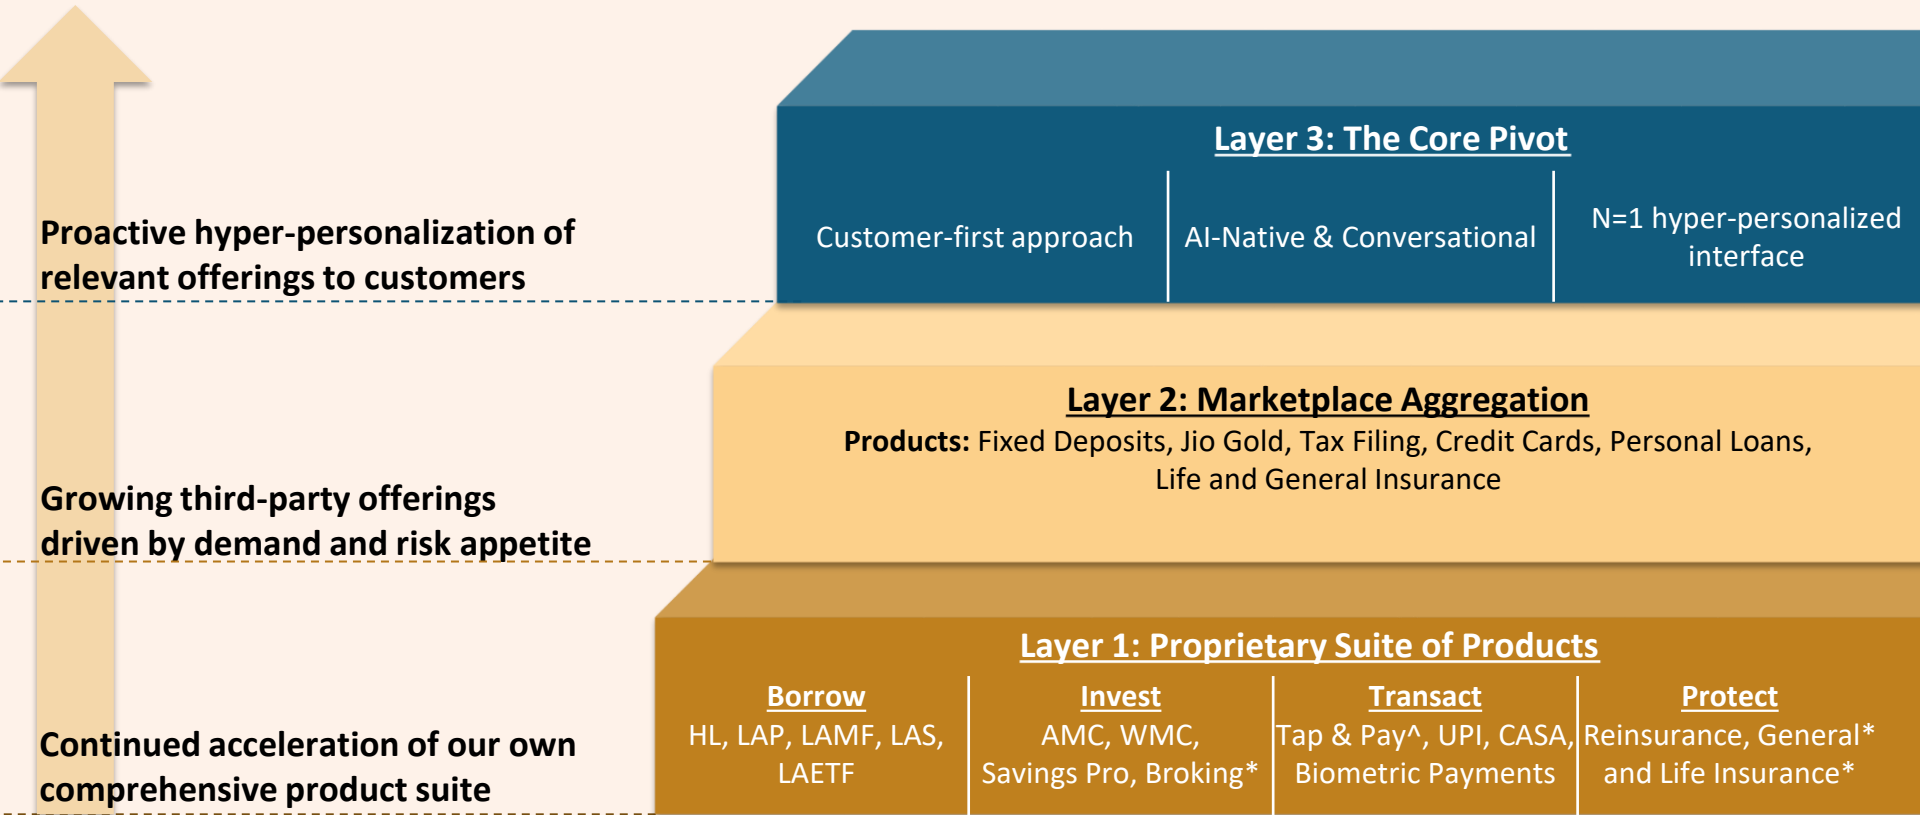 Layer 3: The Core Pivot
Proactive hyper-personalization of
relevant offerings to customers
Customer-first approach
AI-Native & Conversational
N=1 hyper-personalized
interface
Layer 2: Marketplace Aggregation
Products: Fixed Deposits, Jio Gold, Tax Filing, Credit Cards, Personal Loans,
Life and General Insurance
Growing third-party offerings
driven by demand and risk appetite
Layer 1: Proprietary Suite of Products
Continued acceleration of our own
comprehensive product suite
Borrow
HL, LAP, LAMF, LAS,
LAETF
Invest
AMC, WMC,
Savings Pro, Broking*
Transact
Tap & Pay^, UPI, CASA,
Biometric Payments
Protect
Reinsurance, General*
and Life Insurance*